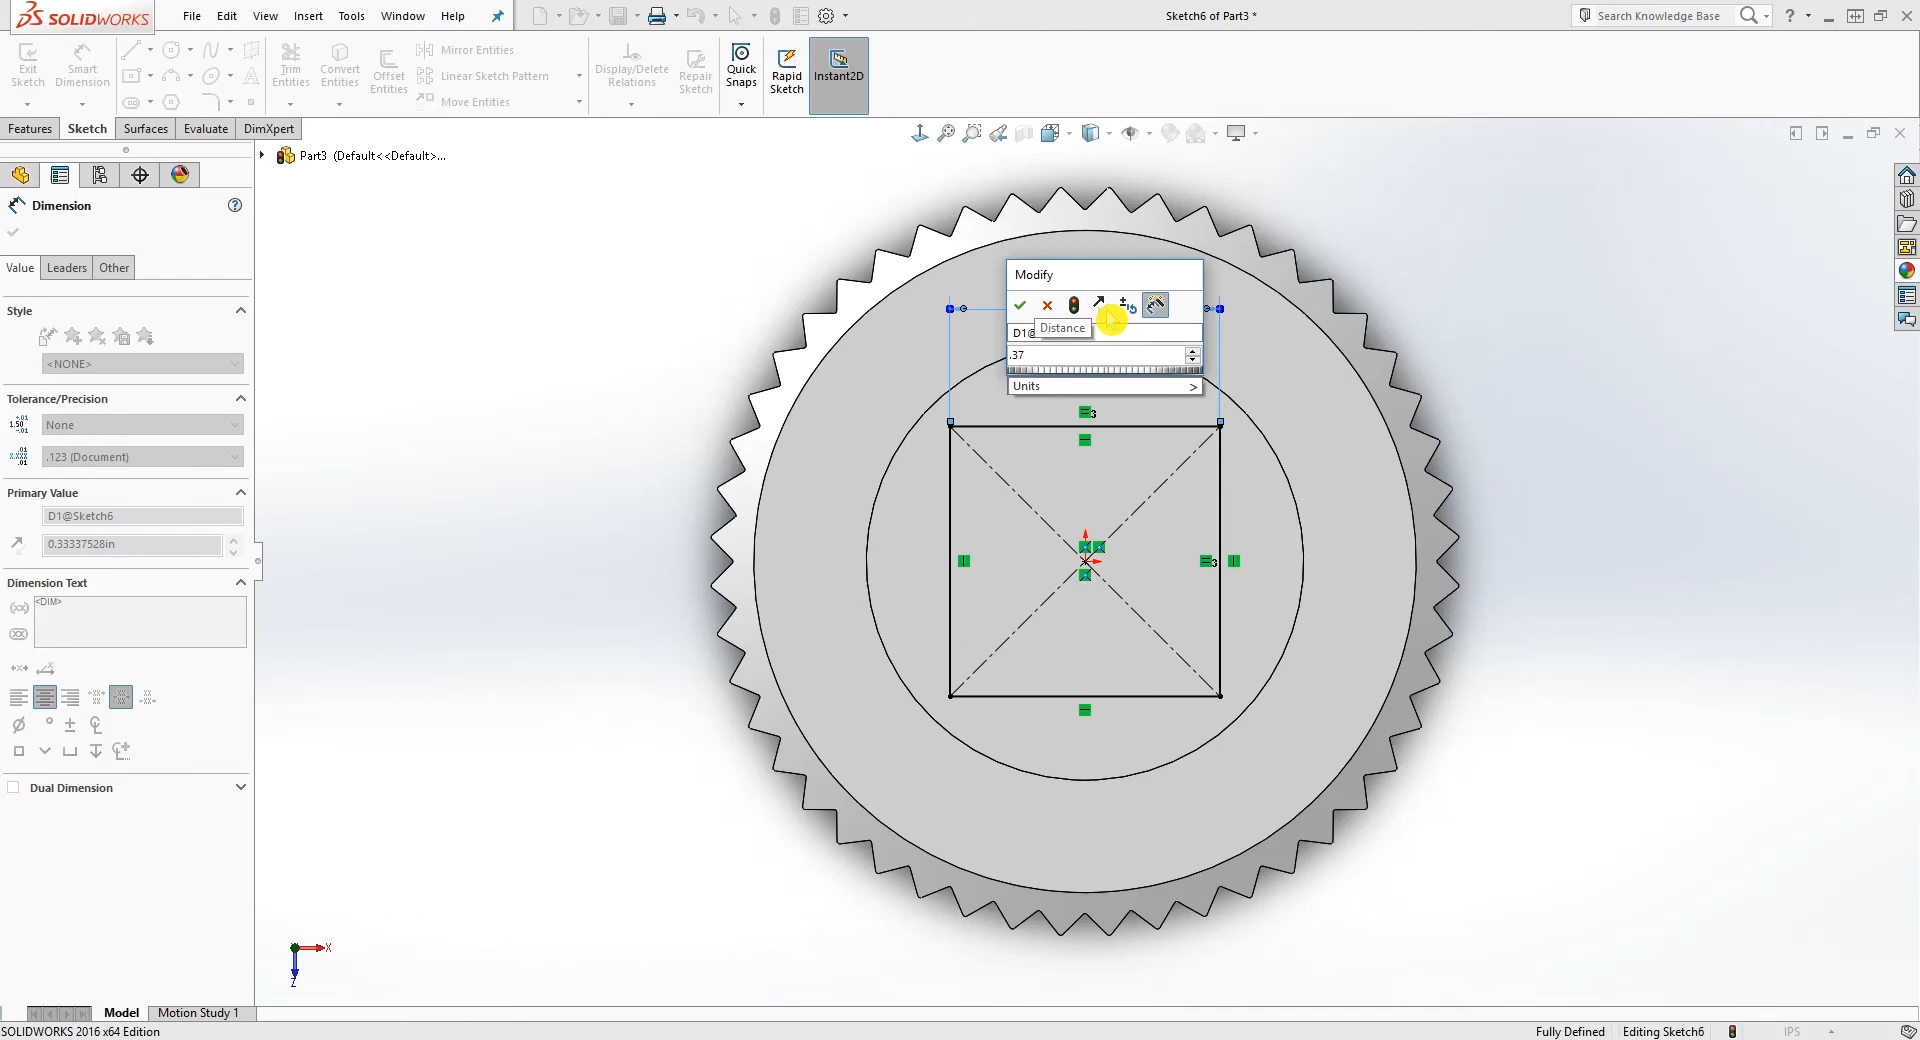 SOLIDWORKS
File Edit View Insert Tools Window Help
Sketch6 of Part3 *
Search Knowledge Base
Exit Sketch
Smart Dimension
Trim Entities
Convert Entities
Offset Entities
Mirror Entities
Linear Sketch Pattern
Move Entities
Display/Delete Relations
Repair Sketch
Quick Snaps
Rapid Sketch
Instant2D
Features Sketch Surfaces Evaluate DimXpert
Part3 (Default<<Default>...
Dimension
Value Leaders Other
Style
<NONE>
Tolerance/Precision
None
.123 (Document)
Primary Value
D1@Sketch6
0.33337528in
Dimension Text
<DIM>
Dual Dimension
Modify
D1@
Distance
.37
Units >
3
3
X
Z
Model Motion Study 1
SOLIDWORKS 2016 x64 Edition
Fully Defined Editing Sketch6 IPS